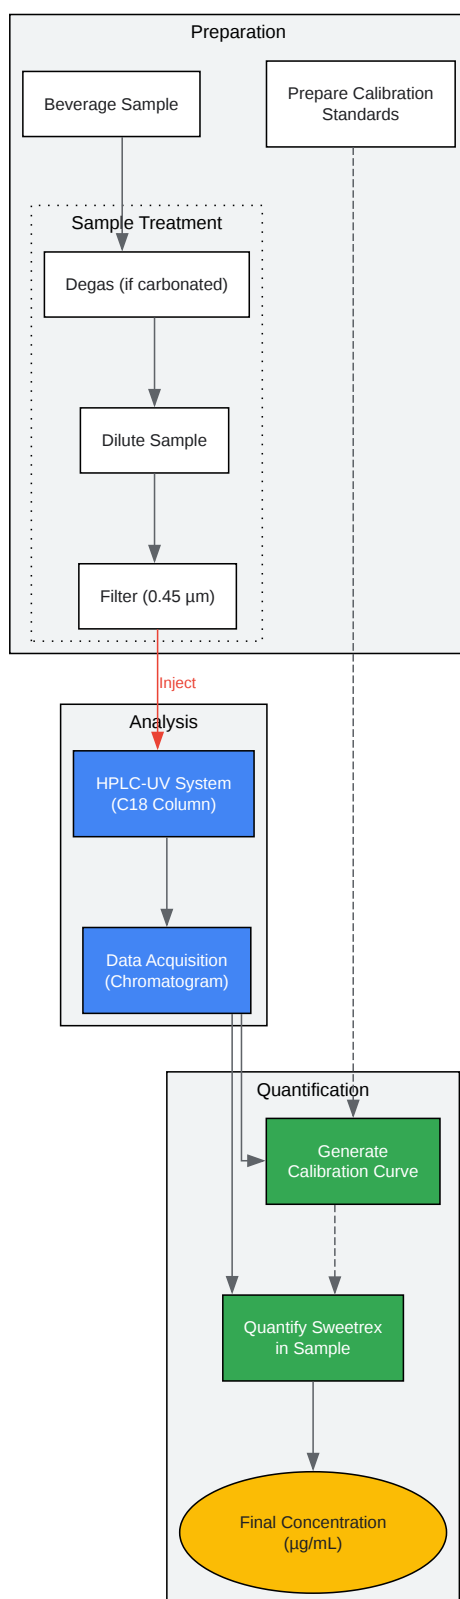 Preparation
Beverage Sample
Prepare Calibration
Standards
Sample Treatment
Degas (if carbonated)
Dilute Sample
Filter (0.45 µm)
Inject
Analysis
HPLC-UV System
(C18 Column)
Data Acquisition
(Chromatogram)
Quantification
Generate
Calibration Curve
Quantify Sweetrex
in Sample
Final Concentration
(µg/mL)